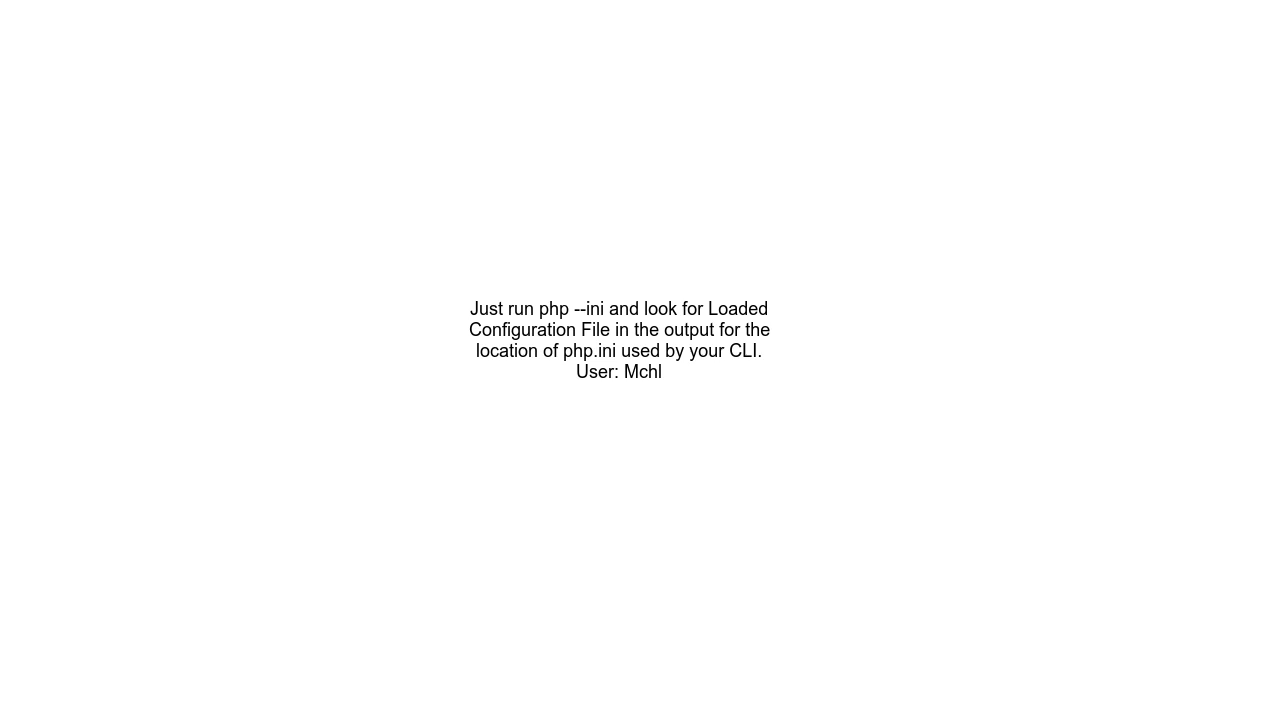 Just run php --ini and look for Loaded
Configuration File in the output for the
location of php.ini used by your CLI.
User: Mchl